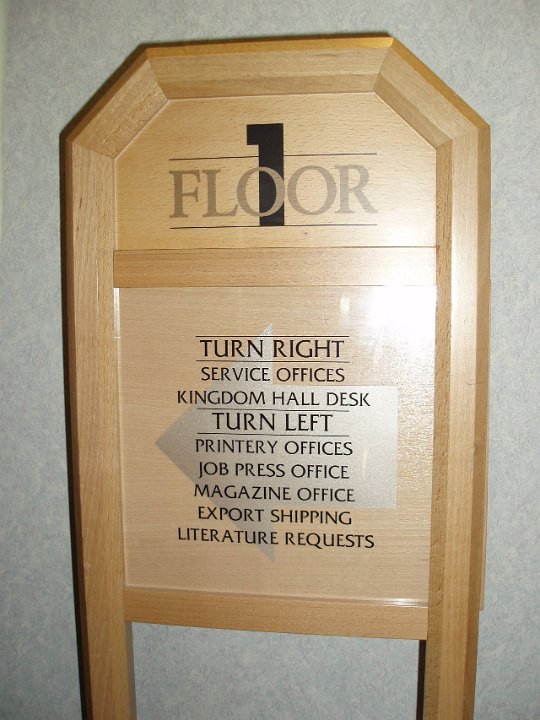 1
FLOOR
TURN RIGHT
SERVICE OFFICES
KINGDOM HALL DESK
TURN LEFT
PRINTERY OFFICES
JOB PRESS OFFICE
MAGAZINE OFFICE
EXPORT SHIPPING
LITERATURE REQUESTS